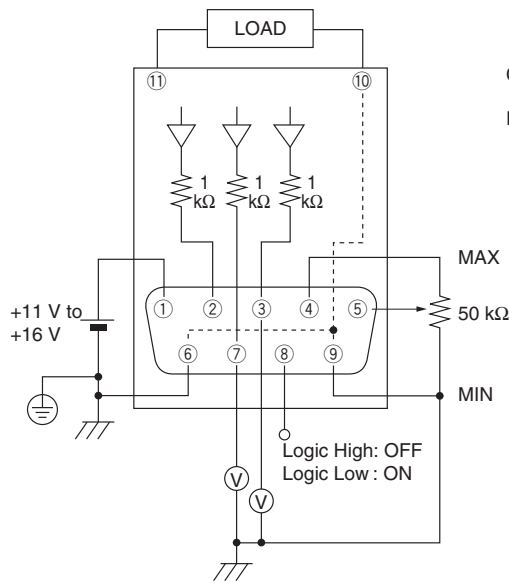 LOAD
⑪ ⑩
1
kΩ
1
kΩ
1
kΩ
MAX
① ② ③ ④ ⑤
+11 V to
+16 V
50 kΩ
⑥ ⑦ ⑧ ⑨
MIN
Logic High: OFF
Logic Low : ON
V
V